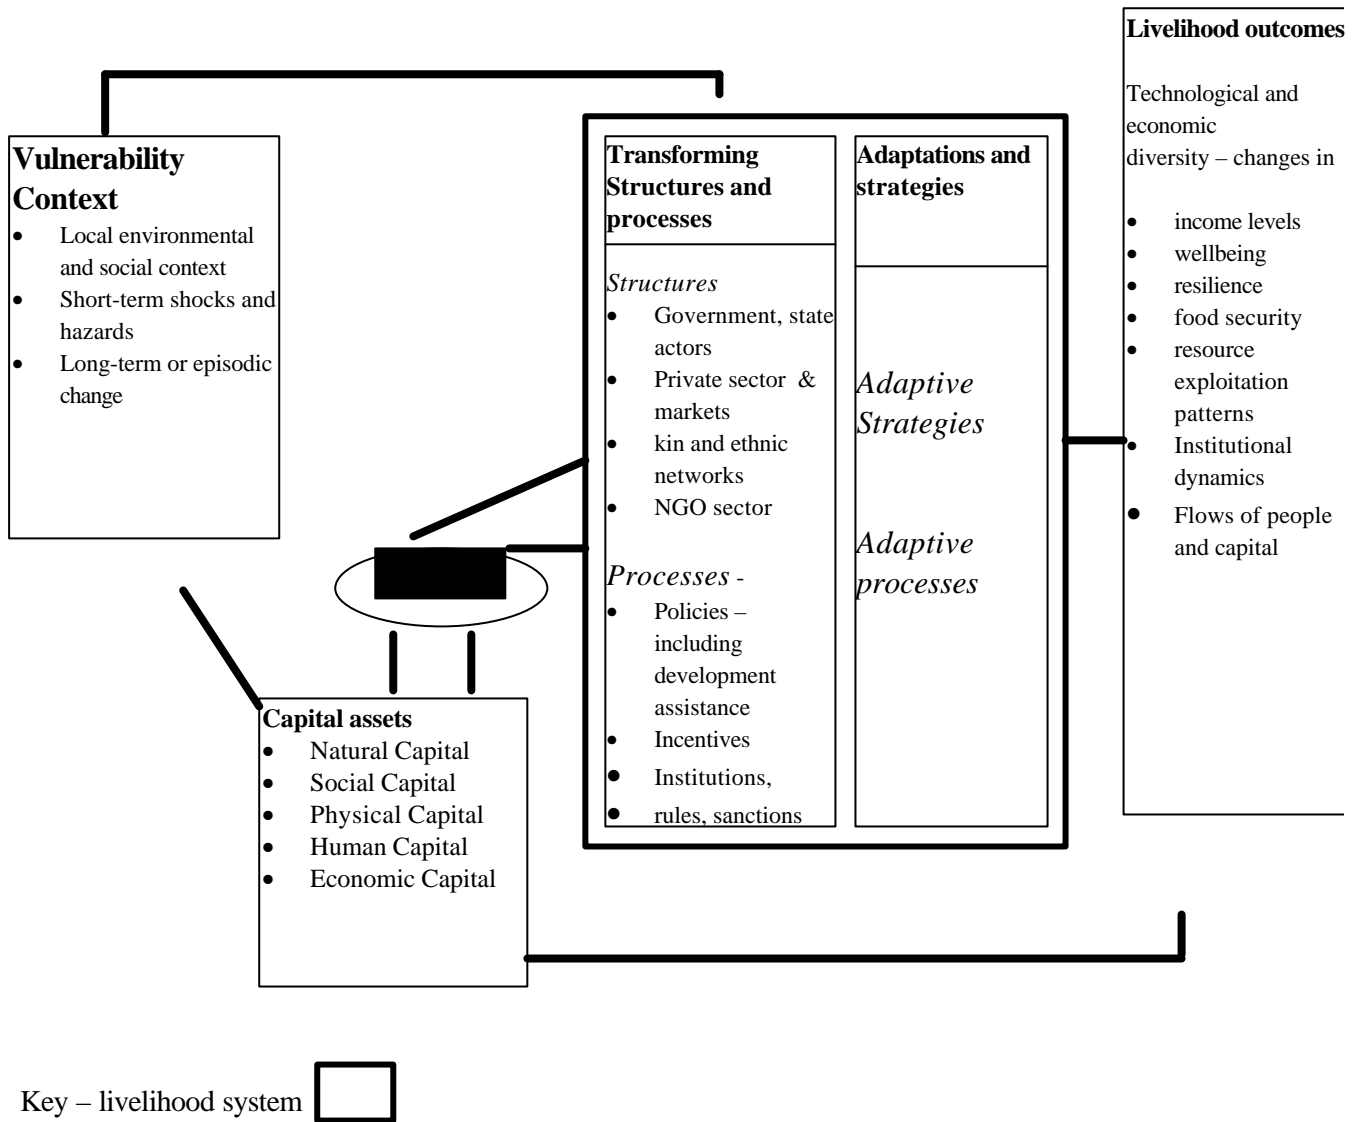 Vulnerability
Context
• Local environmental
and social context
• Short-term shocks and
hazards
• Long-term or episodic
change
Capital assets
• Natural Capital
• Social Capital
• Physical Capital
• Human Capital
• Economic Capital
Transforming
Structures and
processes
Structures
• Government, state
actors
• Private sector &
markets
• kin and ethnic
networks
• NGO sector
Processes -
• Policies –
including
development
assistance
• Incentives
• Institutions,
• rules, sanctions
Adaptations and
strategies
Adaptive
Strategies
Adaptive
processes
Livelihood outcomes
Technological and
economic
diversity – changes in
• income levels
• wellbeing
• resilience
• food security
• resource
exploitation
patterns
• Institutional
dynamics
• Flows of people
and capital
Key – livelihood system